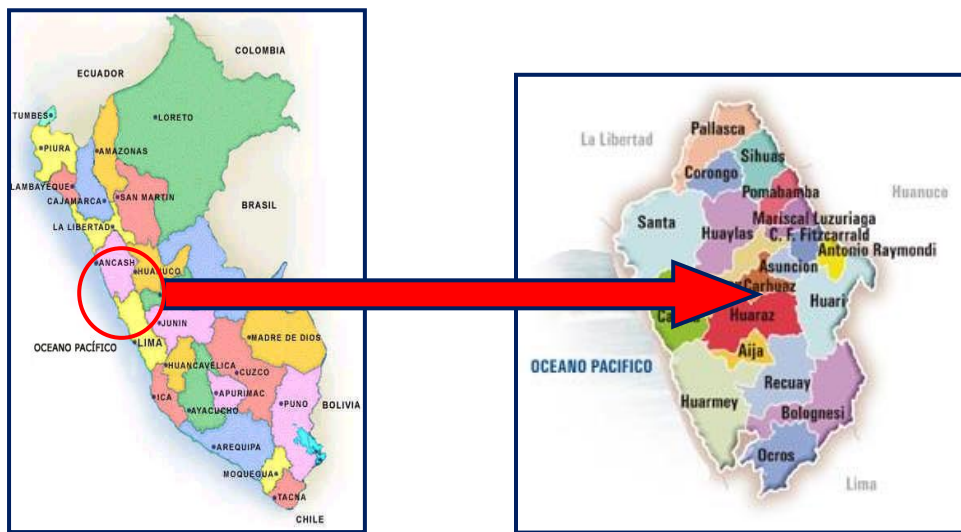 COLOMBIA
ECUADOR
TUMBES
LORETO
PIURA
AMAZONAS
LAMBAYEQUE
SAN MARTIN
CAJAMARCA
BRASIL
LA LIBERTAD
ANCASH
JUNIN
OCEANO PACÍFICO
LIMA
MADRE DE DIOS
HUANCAVELICA
CUZCO
ICA
APURIMAC
PUNO
BOLIVIA
AYACUCHO
AREQUIPA
MOQUEGUA
TACNA
CHILE
Pallasca
La Libertad
Sihuas
Corongo
Pomabamba
Huanuco
Santa
Mariscal Luzuriaga
Huaylas
C. F. Fitzcarrald
Antonio Raymondi
Asuncion
Carhuaz
Huari
Huaraz
Aija
OCEANO PACIFICO
Recuay
Huarmey
Bolognesi
Ocros
Lima